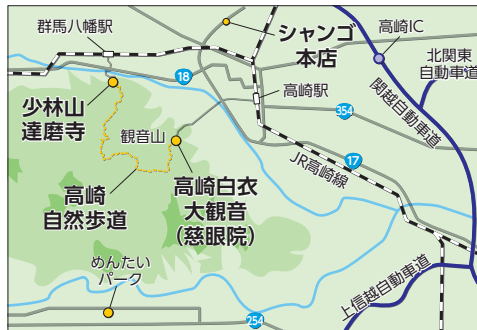 群馬八幡駅
シャンゴ
本店
高崎IC
北関東
自動車道
18
高崎駅
関越自動車道
少林山
達磨寺
観音山
354
17
JR高崎線
高崎
自然歩道
高崎白衣
大観音
(慈眼院)
めんたい
パーク
254
上信越自動車道